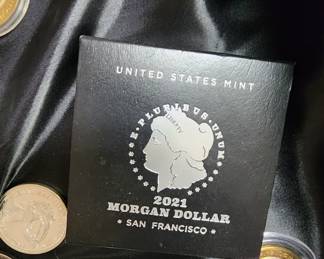 UNITED STATES MINT
E·PLURIBUS·UNUM
LIBERTY
2021
MORGAN DOLLAR
• SAN FRANCISCO •